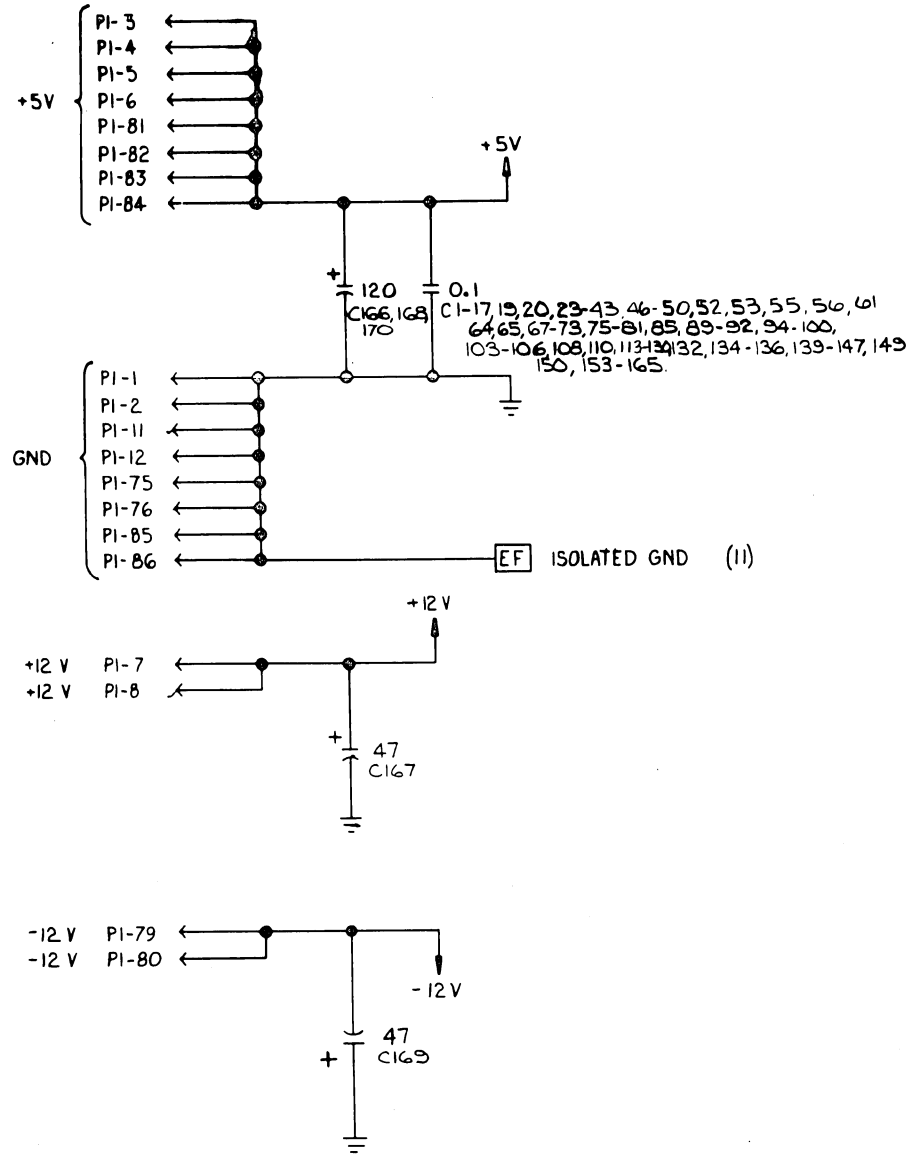 P1-3
P1-4
P1-5
+5V P1-6
P1-81
P1-82
P1-83
P1-84
+5V
+ 120
C166, 168,
170
0.1
C1-17, 19, 20, 23-43, 46-50, 52, 53, 55, 56, 61
64, 65, 67-73, 75-81, 85, 89-92, 94-100,
103-106, 108, 110, 132, 134-136, 139-147, 149
150, 153-165.
P1-1
P1-2
P1-11
GND P1-12
P1-75
P1-76
P1-85
P1-86
EF ISOLATED GND (11)
+12V
+12 V P1-7
+12 V P1-8
+ 47
C167
-12 V P1-79
-12 V P1-80
-12V
47
+ C169